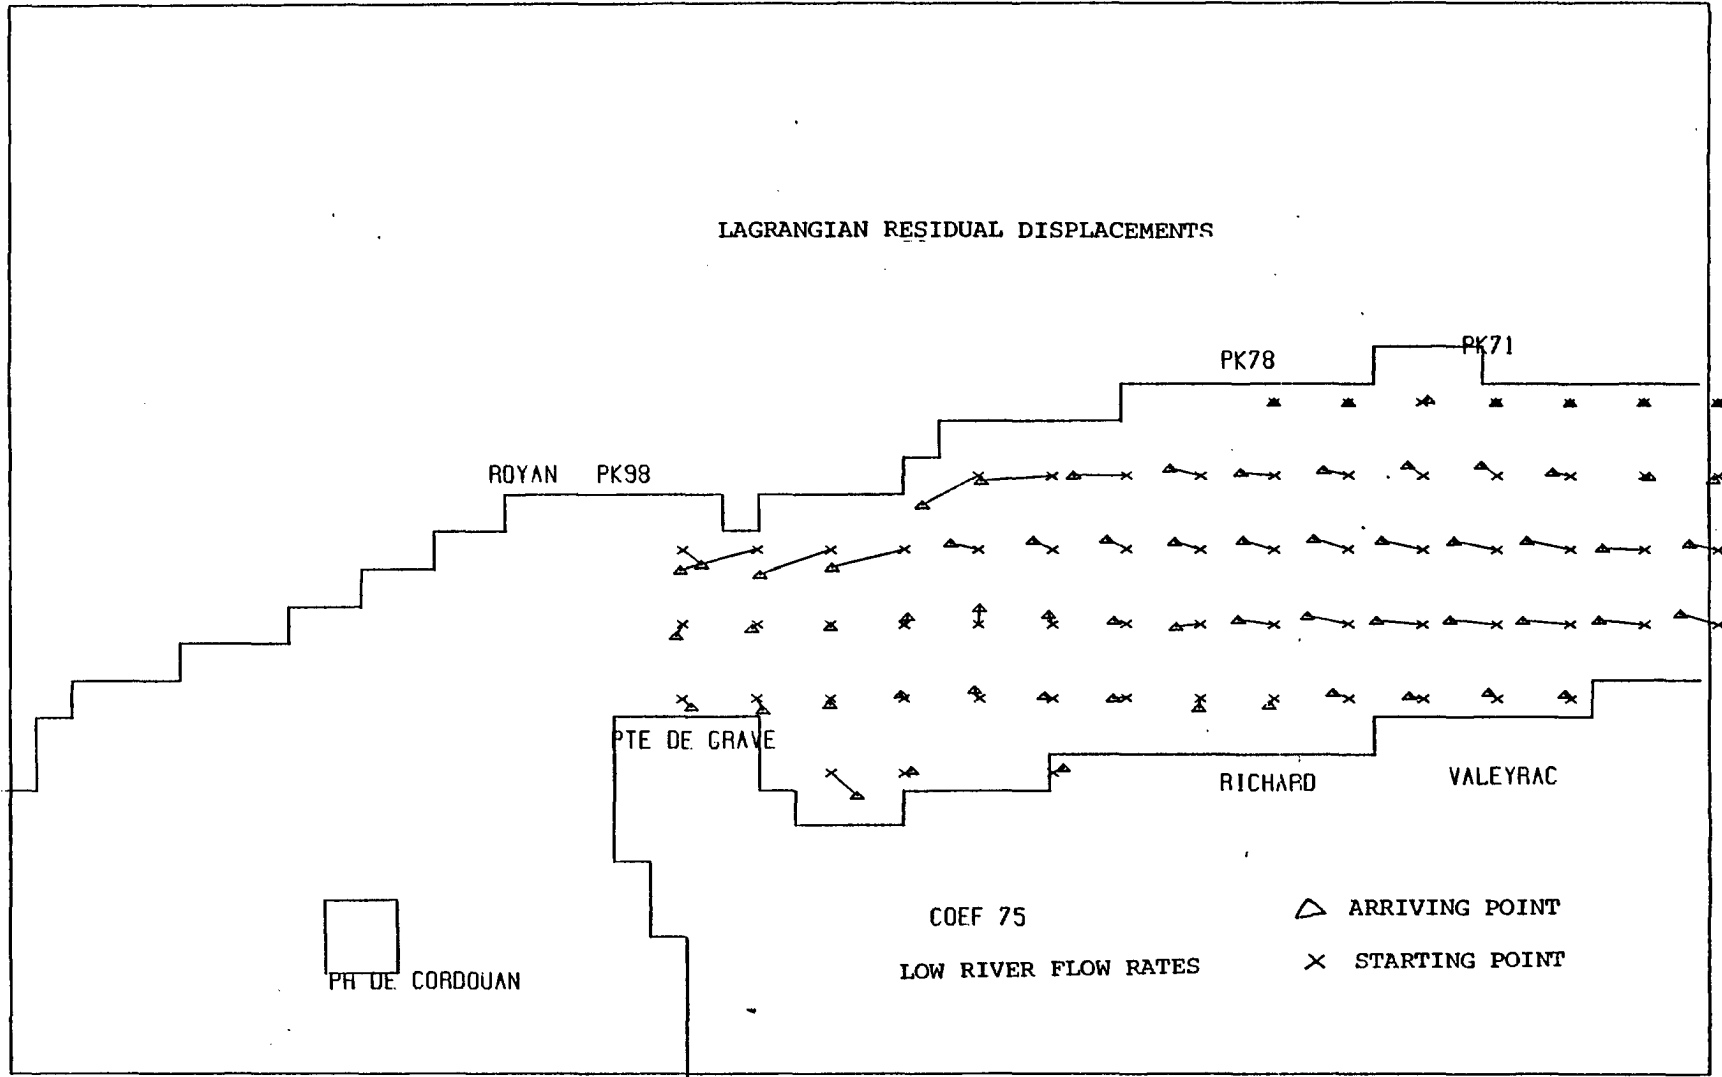 LAGRANGIAN RESIDUAL DISPLACEMENTS
PK71
PK78
ROYAN PK98
PTE DE GRAVE
RICHARD
VALEYRAC
COEF 75
LOW RIVER FLOW RATES
ARRIVING POINT
STARTING POINT
PH DE CORDOUAN